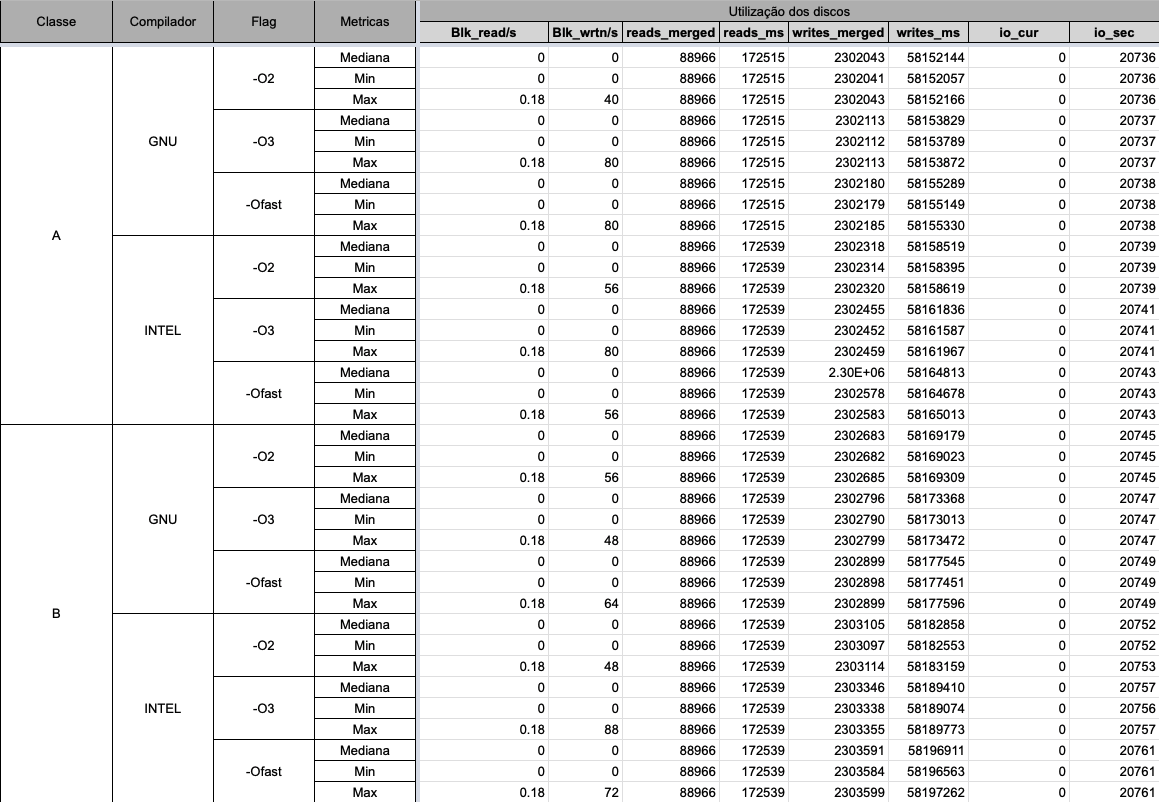 Classe Compilador Flag Metricas Utilização dos discos
Blk_read/s Blk_wrtn/s reads_merged reads_ms writes_merged writes_ms io_cur io_sec
A GNU -O2 Mediana 0 0 88966 172515 2302043 58152144 0 20736
Min 0 0 88966 172515 2302041 58152057 0 20736
Max 0.18 40 88966 172515 2302043 58152166 0 20736
-O3 Mediana 0 0 88966 172515 2302113 58153829 0 20737
Min 0 0 88966 172515 2302112 58153789 0 20737
Max 0.18 80 88966 172515 2302113 58153872 0 20737
-Ofast Mediana 0 0 88966 172515 2302180 58155289 0 20738
Min 0 0 88966 172515 2302179 58155149 0 20738
Max 0.18 80 88966 172515 2302185 58155330 0 20738
INTEL -O2 Mediana 0 0 88966 172539 2302318 58158519 0 20739
Min 0 0 88966 172539 2302314 58158395 0 20739
Max 0.18 56 88966 172539 2302320 58158619 0 20739
-O3 Mediana 0 0 88966 172539 2302455 58161836 0 20741
Min 0 0 88966 172539 2302452 58161587 0 20741
Max 0.18 80 88966 172539 2302459 58161967 0 20741
-Ofast Mediana 0 0 88966 172539 2.30E+06 58164813 0 20743
Min 0 0 88966 172539 2302578 58164678 0 20743
Max 0.18 56 88966 172539 2302583 58165013 0 20743
B GNU -O2 Mediana 0 0 88966 172539 2302683 58169179 0 20745
Min 0 0 88966 172539 2302682 58169023 0 20745
Max 0.18 56 88966 172539 2302685 58169309 0 20745
-O3 Mediana 0 0 88966 172539 2302796 58173368 0 20747
Min 0 0 88966 172539 2302790 58173013 0 20747
Max 0.18 48 88966 172539 2302799 58173472 0 20747
-Ofast Mediana 0 0 88966 172539 2302899 58177545 0 20749
Min 0 0 88966 172539 2302898 58177451 0 20749
Max 0.18 64 88966 172539 2302899 58177596 0 20749
INTEL -O2 Mediana 0 0 88966 172539 2303105 58182858 0 20752
Min 0 0 88966 172539 2303097 58182553 0 20752
Max 0.18 48 88966 172539 2303114 58183159 0 20753
-O3 Mediana 0 0 88966 172539 2303346 58189410 0 20757
Min 0 0 88966 172539 2303338 58189074 0 20756
Max 0.18 88 88966 172539 2303355 58189773 0 20757
-Ofast Mediana 0 0 88966 172539 2303591 58196911 0 20761
Min 0 0 88966 172539 2303584 58196563 0 20761
Max 0.18 72 88966 172539 2303599 58197262 0 20761